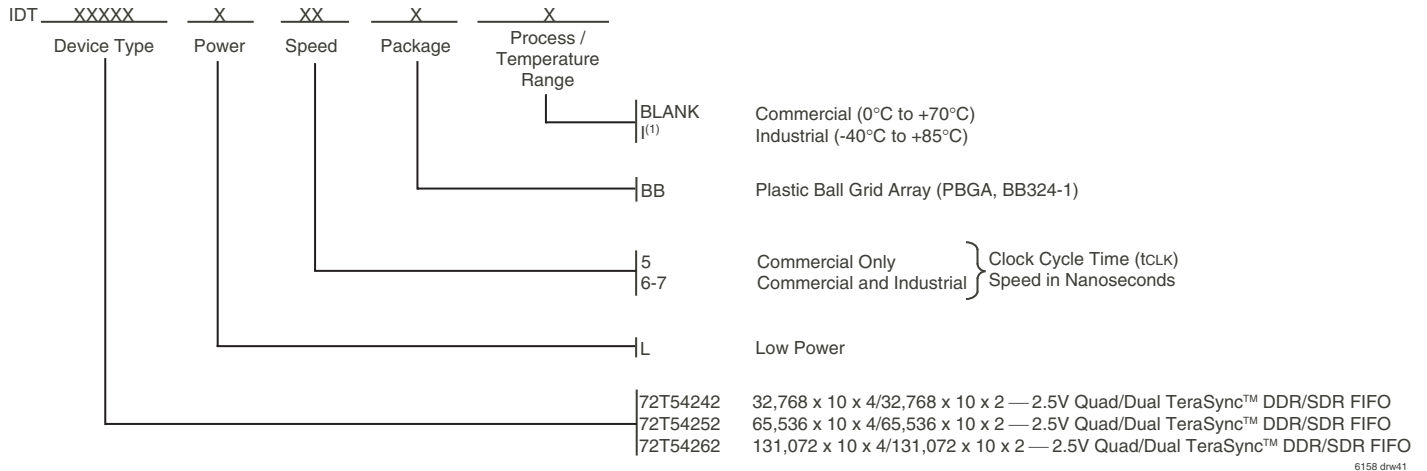 IDT XXXXX X XX X X
Device Type Power Speed Package Process /
Temperature
Range
BLANK Commercial (0°C to +70°C)
I(1) Industrial (-40°C to +85°C)
BB Plastic Ball Grid Array (PBGA, BB324-1)
5 Commercial Only Clock Cycle Time (tCLK)
6-7 Commercial and Industrial Speed in Nanoseconds
L Low Power
72T54242 32,768 x 10 x 4/32,768 x 10 x 2 — 2.5V Quad/Dual TeraSync™ DDR/SDR FIFO
72T54252 65,536 x 10 x 4/65,536 x 10 x 2 — 2.5V Quad/Dual TeraSync™ DDR/SDR FIFO
72T54262 131,072 x 10 x 4/131,072 x 10 x 2 — 2.5V Quad/Dual TeraSync™ DDR/SDR FIFO
6158 drw41